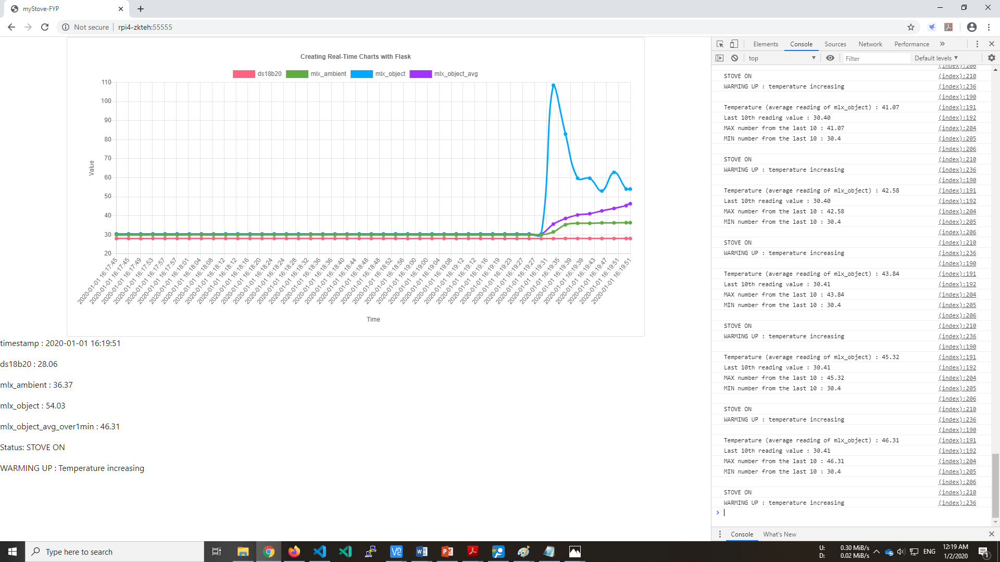 myStove-FYP
Not secure
rpi4-zkteh:55555
Creating Real-Time Charts with Flask
ds18b20 mlx_ambient mlx_object mlx_object_avg
110
100
90
80
70
60
50
40
30
20
Value
2020-01-01 16:17:45
2020-01-01 16:17:45
2020-01-01 16:17:49
2020-01-01 16:17:53
2020-01-01 16:17:57
2020-01-01 16:17:57
2020-01-01 16:18:01
2020-01-01 16:18:04
2020-01-01 16:18:08
2020-01-01 16:18:12
2020-01-01 16:18:12
2020-01-01 16:18:16
2020-01-01 16:18:20
2020-01-01 16:18:24
2020-01-01 16:18:24
2020-01-01 16:18:28
2020-01-01 16:18:32
2020-01-01 16:18:36
2020-01-01 16:18:36
2020-01-01 16:18:40
2020-01-01 16:18:44
2020-01-01 16:18:48
2020-01-01 16:18:48
2020-01-01 16:18:52
2020-01-01 16:18:56
2020-01-01 16:19:00
2020-01-01 16:19:00
2020-01-01 16:19:04
2020-01-01 16:19:08
2020-01-01 16:19:12
2020-01-01 16:19:12
2020-01-01 16:19:16
2020-01-01 16:19:19
2020-01-01 16:19:23
2020-01-01 16:19:27
2020-01-01 16:19:27
2020-01-01 16:19:31
2020-01-01 16:19:35
2020-01-01 16:19:39
2020-01-01 16:19:39
2020-01-01 16:19:43
2020-01-01 16:19:47
2020-01-01 16:19:51
2020-01-01 16:19:51
Time
timestamp : 2020-01-01 16:19:51
ds18b20 : 28.06
mlx_ambient : 36.37
mlx_object : 54.03
mlx_object_avg_over1min : 46.31
Status: STOVE ON
WARMING UP : Temperature increasing
Elements Console Sources Network Performance
top Filter Default levels
(index):206
STOVE ON (index):210
WARMING UP : temperature increasing (index):236
(index):190
Temperature (average reading of mlx_object) : 41.07 (index):191
Last 10th reading value : 30.40 (index):192
MAX number from the last 10 : 41.07 (index):204
MIN number from the last 10 : 30.4 (index):205
(index):206
STOVE ON (index):210
WARMING UP : temperature increasing (index):236
(index):190
Temperature (average reading of mlx_object) : 42.58 (index):191
Last 10th reading value : 30.40 (index):192
MAX number from the last 10 : 42.58 (index):204
MIN number from the last 10 : 30.4 (index):205
(index):206
STOVE ON (index):210
WARMING UP : temperature increasing (index):236
(index):190
Temperature (average reading of mlx_object) : 43.84 (index):191
Last 10th reading value : 30.41 (index):192
MAX number from the last 10 : 43.84 (index):204
MIN number from the last 10 : 30.4 (index):205
(index):206
STOVE ON (index):210
WARMING UP : temperature increasing (index):236
(index):190
Temperature (average reading of mlx_object) : 45.32 (index):191
Last 10th reading value : 30.41 (index):192
MAX number from the last 10 : 45.32 (index):204
MIN number from the last 10 : 30.4 (index):205
(index):206
STOVE ON (index):210
WARMING UP : temperature increasing (index):236
(index):190
Temperature (average reading of mlx_object) : 46.31 (index):191
Last 10th reading value : 30.41 (index):192
MAX number from the last 10 : 46.31 (index):204
MIN number from the last 10 : 30.4 (index):205
(index):206
STOVE ON (index):210
WARMING UP : temperature increasing (index):236
Console What's New
Type here to search
U: 0.30 MiB/s
D: 0.02 MiB/s
ENG
12:19 AM
1/2/2020
1